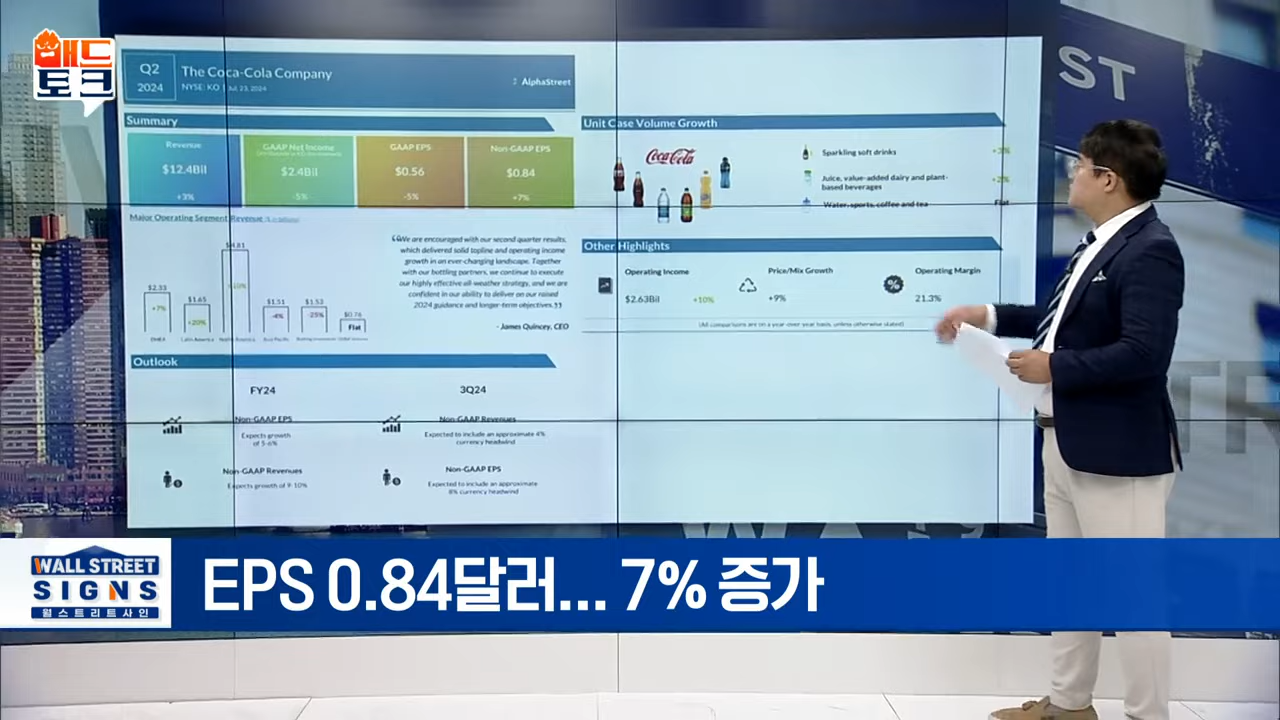 매드
토크
ST
Q2
2024
The Coca-Cola Company
NYSE: KO | Jul 23, 2024
AlphaStreet
Summary
Revenue
$12.4Bil
+3%
GAAP Net Income
$2.4Bil
-5%
GAAP EPS
$0.56
-5%
Non-GAAP EPS
$0.84
+7%
Major Operating Segment Revenue
$2.33
+7%
EMEA
$1.65
+20%
Latin America
$4.81
+10%
North America
$1.51
-4%
Asia Pacific
$1.53
-25%
$0.76
Flat
“We are encouraged with our second quarter results,
which delivered solid topline and operating income
growth in an ever-changing landscape. Together
with our bottling partners, we continue to execute
our highly effective all-weather strategy, and we are
confident in our ability to deliver on our raised
2024 guidance and longer-term objectives.”
- James Quincey, CEO
Outlook
FY24
Non-GAAP EPS
Expects growth
of 5-6%
Non-GAAP Revenues
Expects growth of 9-10%
3Q24
Non-GAAP Revenues
Expected to include an approximate 4%
currency headwind
Non-GAAP EPS
Expected to include an approximate
8% currency headwind
Unit Case Volume Growth
Coca-Cola
Sparkling soft drinks
Juice, value-added dairy and plant-
based beverages
+2%
Water, sports, coffee and tea
Flat
Other Highlights
Operating Income
$2.63Bil +10%
Price/Mix Growth
+9%
Operating Margin
21.3%
(All comparisons are on a year-over-year basis, unless otherwise stated)
WALL STREET
SIGNS
월스트리트사인
EPS 0.84달러... 7% 증가